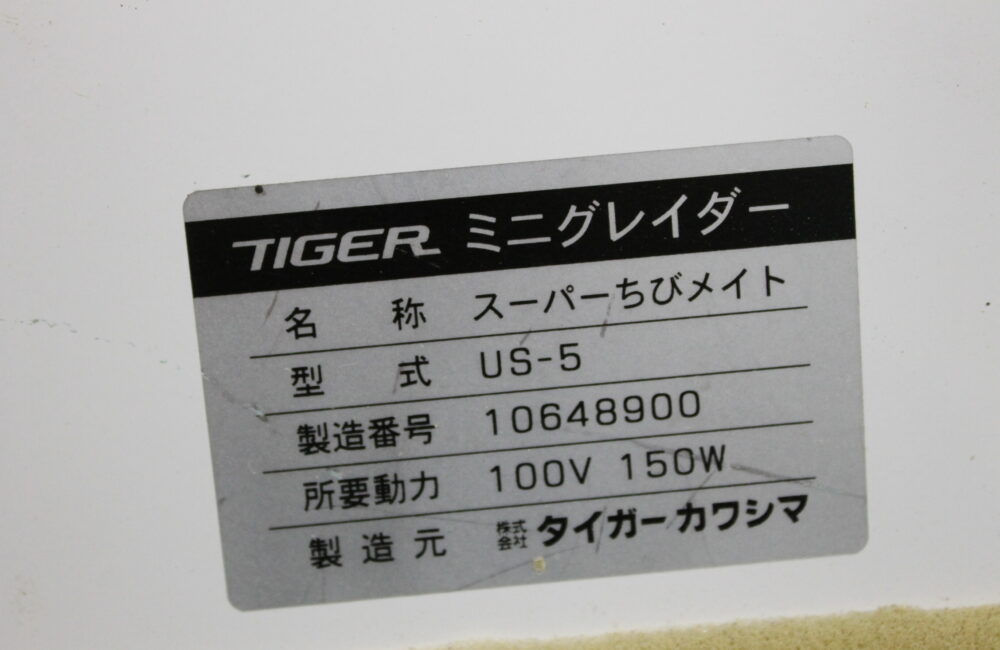 TIGER ミニグレイダー
名称 スーパーちびメイト
型式 US-5
製造番号 10648900
所要動力 100V 150W
製造元 株式会社 タイガーカワシマ